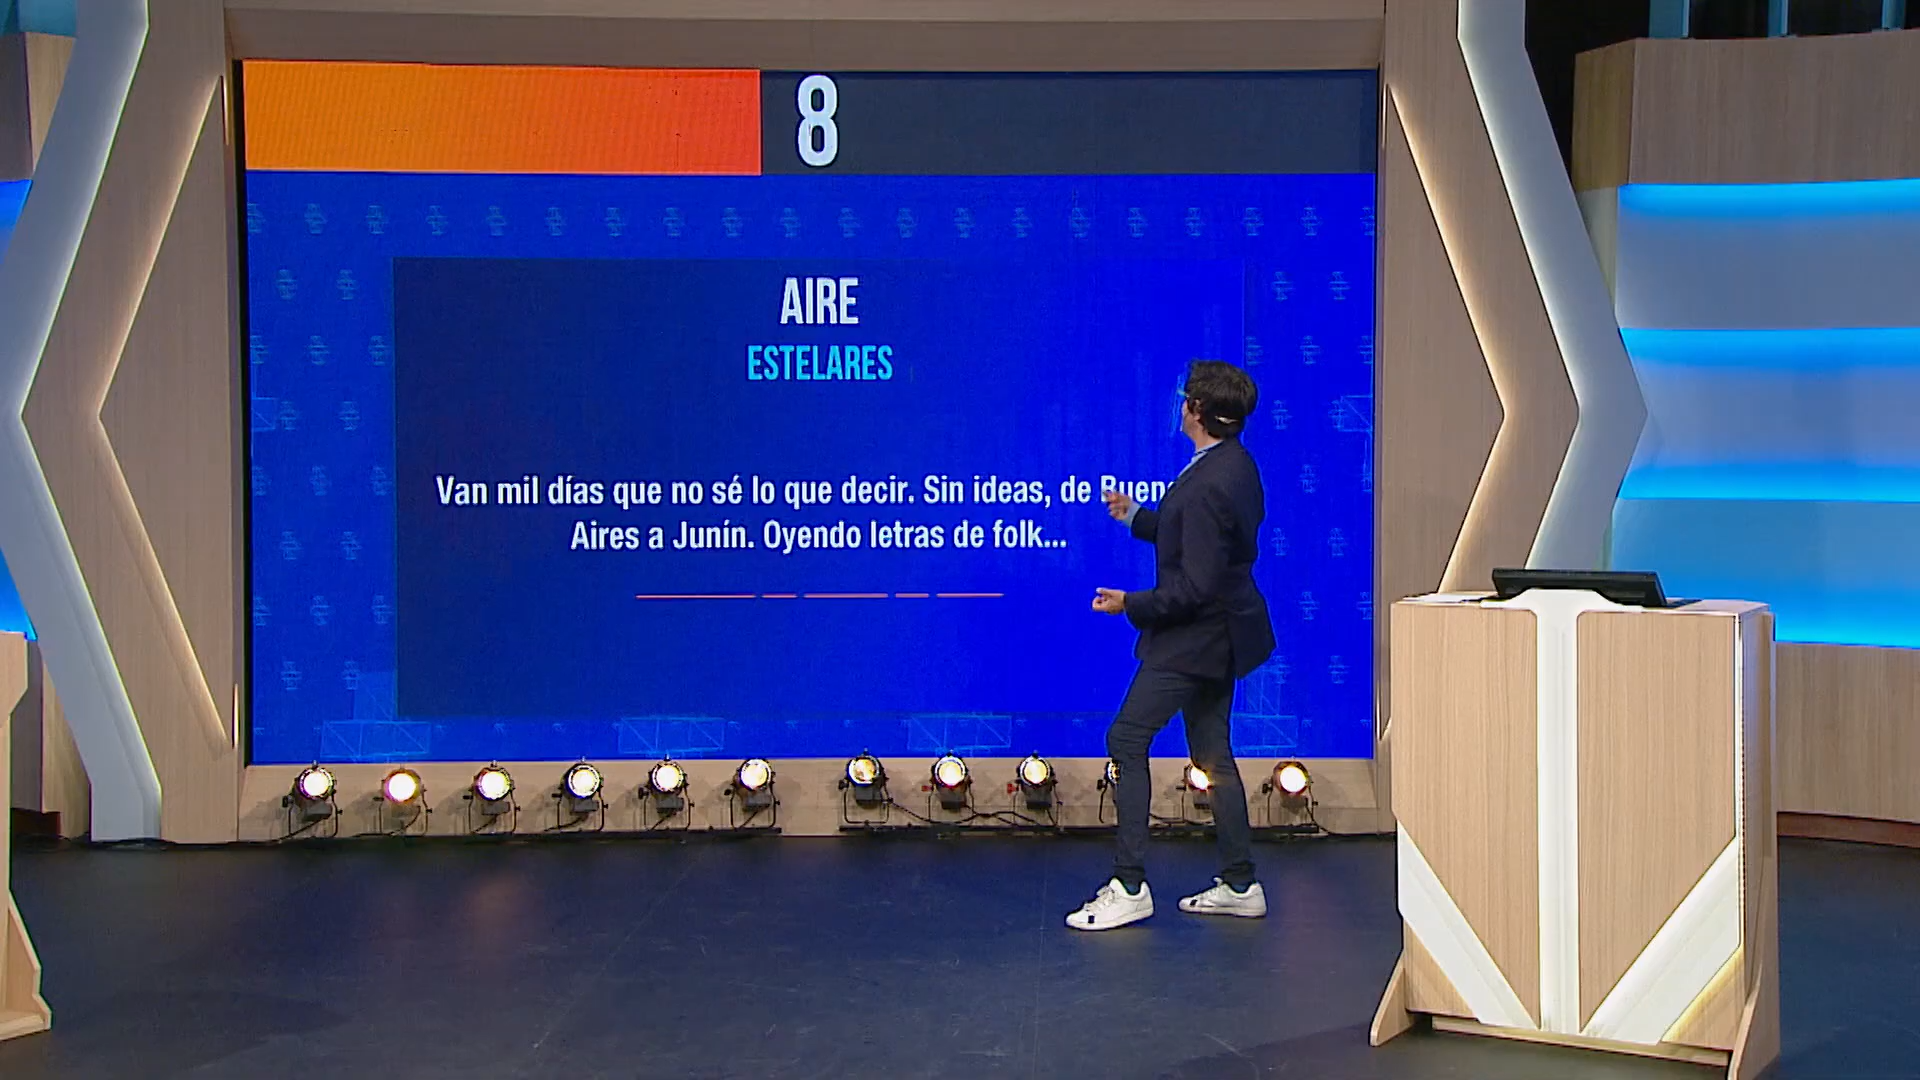 8
AIRE
ESTELARES
Van mil días que no sé lo que decir. Sin ideas, de Bueno
Aires a Junín. Oyendo letras de folk...